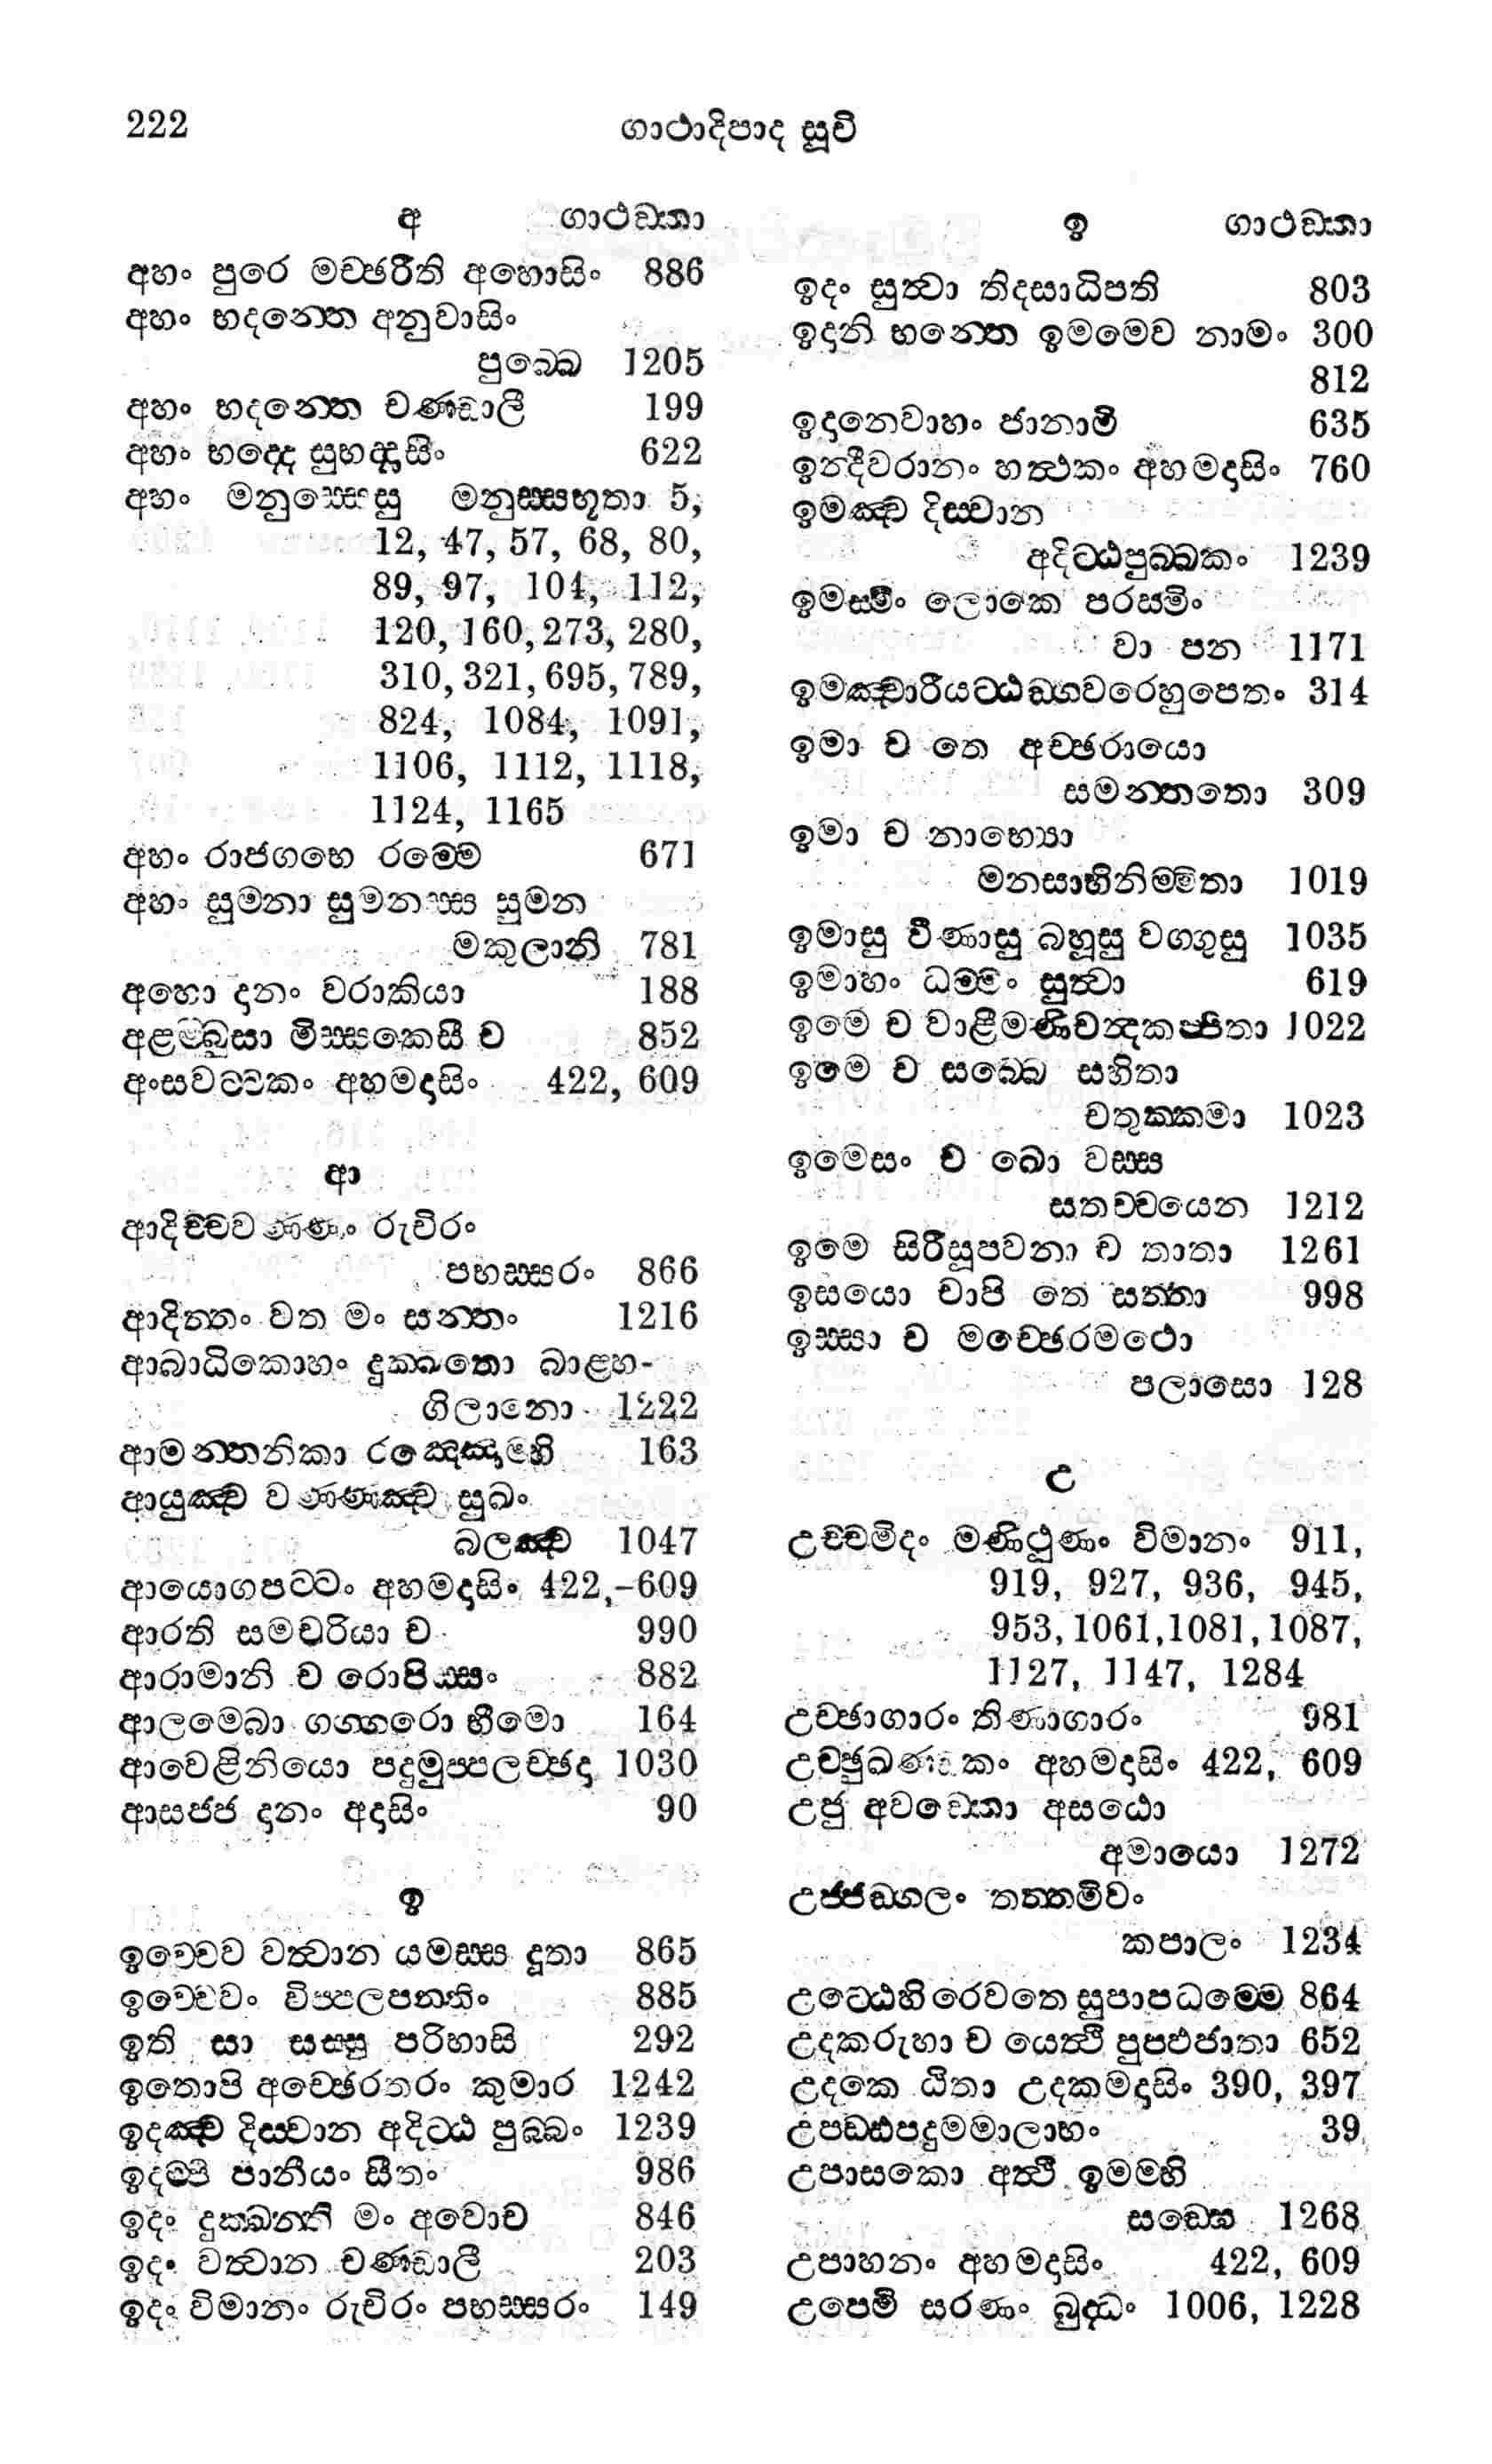 222
ගාථාදිපාද සූචි
අ ගාථඞ්කා
අහං පුරෙ මච්ඡරීති අහොසිං 886
අහං භදන්තෙ අනුවාසිං
පුබ්බෙ 1205
අහං භදන්තෙ චණ්ඩාලී 199
අහං භද්දෙ සුභද්දාසිං 622
අහං මනුස්සෙසු මනුස්සභූතා 5,
12, 47, 57, 68, 80,
89, 97, 104, 112,
120, 160, 273, 280,
310, 321, 695, 789,
824, 1084, 1091,
1106, 1112, 1118,
1124, 1165
අහං රාජගහෙ රම්මෙ 671
අහං සුමනා සුමනස්ස සුමන
මකුලානි 781
අහො දානං වරාකියා 188
අළම්බුසා මිස්සකෙසී ච 852
අංසවට්ටකං අහමදාසිං 422, 609
ආ
ආදිච්චවණ්ණං රුචිරං
පභස්සරං 866
ආදිත්තං වත මං සන්තං 1216
ආබාධිකොහං දුක්ඛිතො බාළ්හ-
ගිලානො 1222
ආමන්තනිකා රඤ්ඤොම්හි 163
ආයුඤ්ච වණ්ණඤ්ච සුඛං
බලඤ්ච 1047
ආයොගපට්ටං අහමදාසිං 422,-609
ආරති සමචරියා ච 990
ආරාමානි ච රොපිස්සං 882
ආලම්බො ගග්ගරො භීමො 164
ආවෙළිනියො පදුමුප්පලච්ඡදා 1030
ආසජ්ජ දානං අදාසිං 90
ඉ
ඉච්චෙව වත්වාන යමස්ස දූතා 865
ඉච්චෙවං විප්පලපන්තිං 885
ඉති සා සස්සු පරිහාසි 292
ඉතොපි අච්ඡෙරතරං කුමාර 1242
ඉදඤ්ච දිස්වාන අදිට්ඨ පුබ්බං 1239
ඉදම්පි පානීයං සීතං 986
ඉදං දුක්ඛන්ති මං අවොච 846
ඉදං වත්වාන චණ්ඩාලී 203
ඉදං විමානං රුචිරං පභස්සරං 149
ඉ ගාථඞ්කා
ඉදං සුත්වා තිදසාධිපති 803
ඉදානි භන්තෙ ඉමමෙව නාමං 300
812
ඉදානෙවාහං ජානාමි 635
ඉන්දීවරානං හත්ථකං අහමදාසිං 760
ඉමඤ්ච දිස්වාන
අදිට්ඨපුබ්බකං 1239
ඉමස්මිං ලොකෙ පරස්මිං
වා පන 1171
ඉමඤ්චාරියට්ඨඞ්ගවරෙහුපෙතං 314
ඉමා ච තෙ අච්ඡරායො
සමන්තතො 309
ඉමා ච නාභ්‍යො
මනසාභිනිම්මිතා 1019
ඉමාසු වීණාසු බහූසු වග්ගුසු 1035
ඉමාහං ධම්මං සුත්වා 619
ඉමෙ ච වාළීමණිචන්දකප්පිතා 1022
ඉමෙ ච සබ්බෙ සහිතා
චතුක්කමා 1023
ඉමෙසං ච ඛො වස්ස
සතච්චයෙන 1212
ඉමෙ සිරීසූපවනා ච තාතා 1261
ඉසයො චාපි තෙ සත්තා 998
ඉස්සා ච මච්ඡෙරමථො
පලාසො 128
උ
උච්චමිදං මණිථූණං විමානං 911,
919, 927, 936, 945,
953, 1061, 1081, 1087,
1127, 1147, 1284
උච්ඡාගාරං තිණාගාරං 981
උච්ඡුඛණ්ඩකං අහමදාසිං 422, 609
උජු අවඞ්කො අසඨො
අමායො 1272
උජ්ජඞ්ගලං තත්තමිවං
කපාලං 1234
උට්ඨෙහි රෙවතෙ සුපාපධම්මෙ 864
උදකරුහා ච යෙත්ථි පුප්ඵජාතා 652
උදකෙ ඨිතා උදකමදාසිං 390, 397
උපඩ්ඪපදුමමාලාහං 39
උපාසකො අත්ථි ඉමම්හි
සඞ්ඝෙ 1268
උපාහනං අහමදාසිං 422, 609
උපෙමි සරණං බුද්ධං 1006, 1228